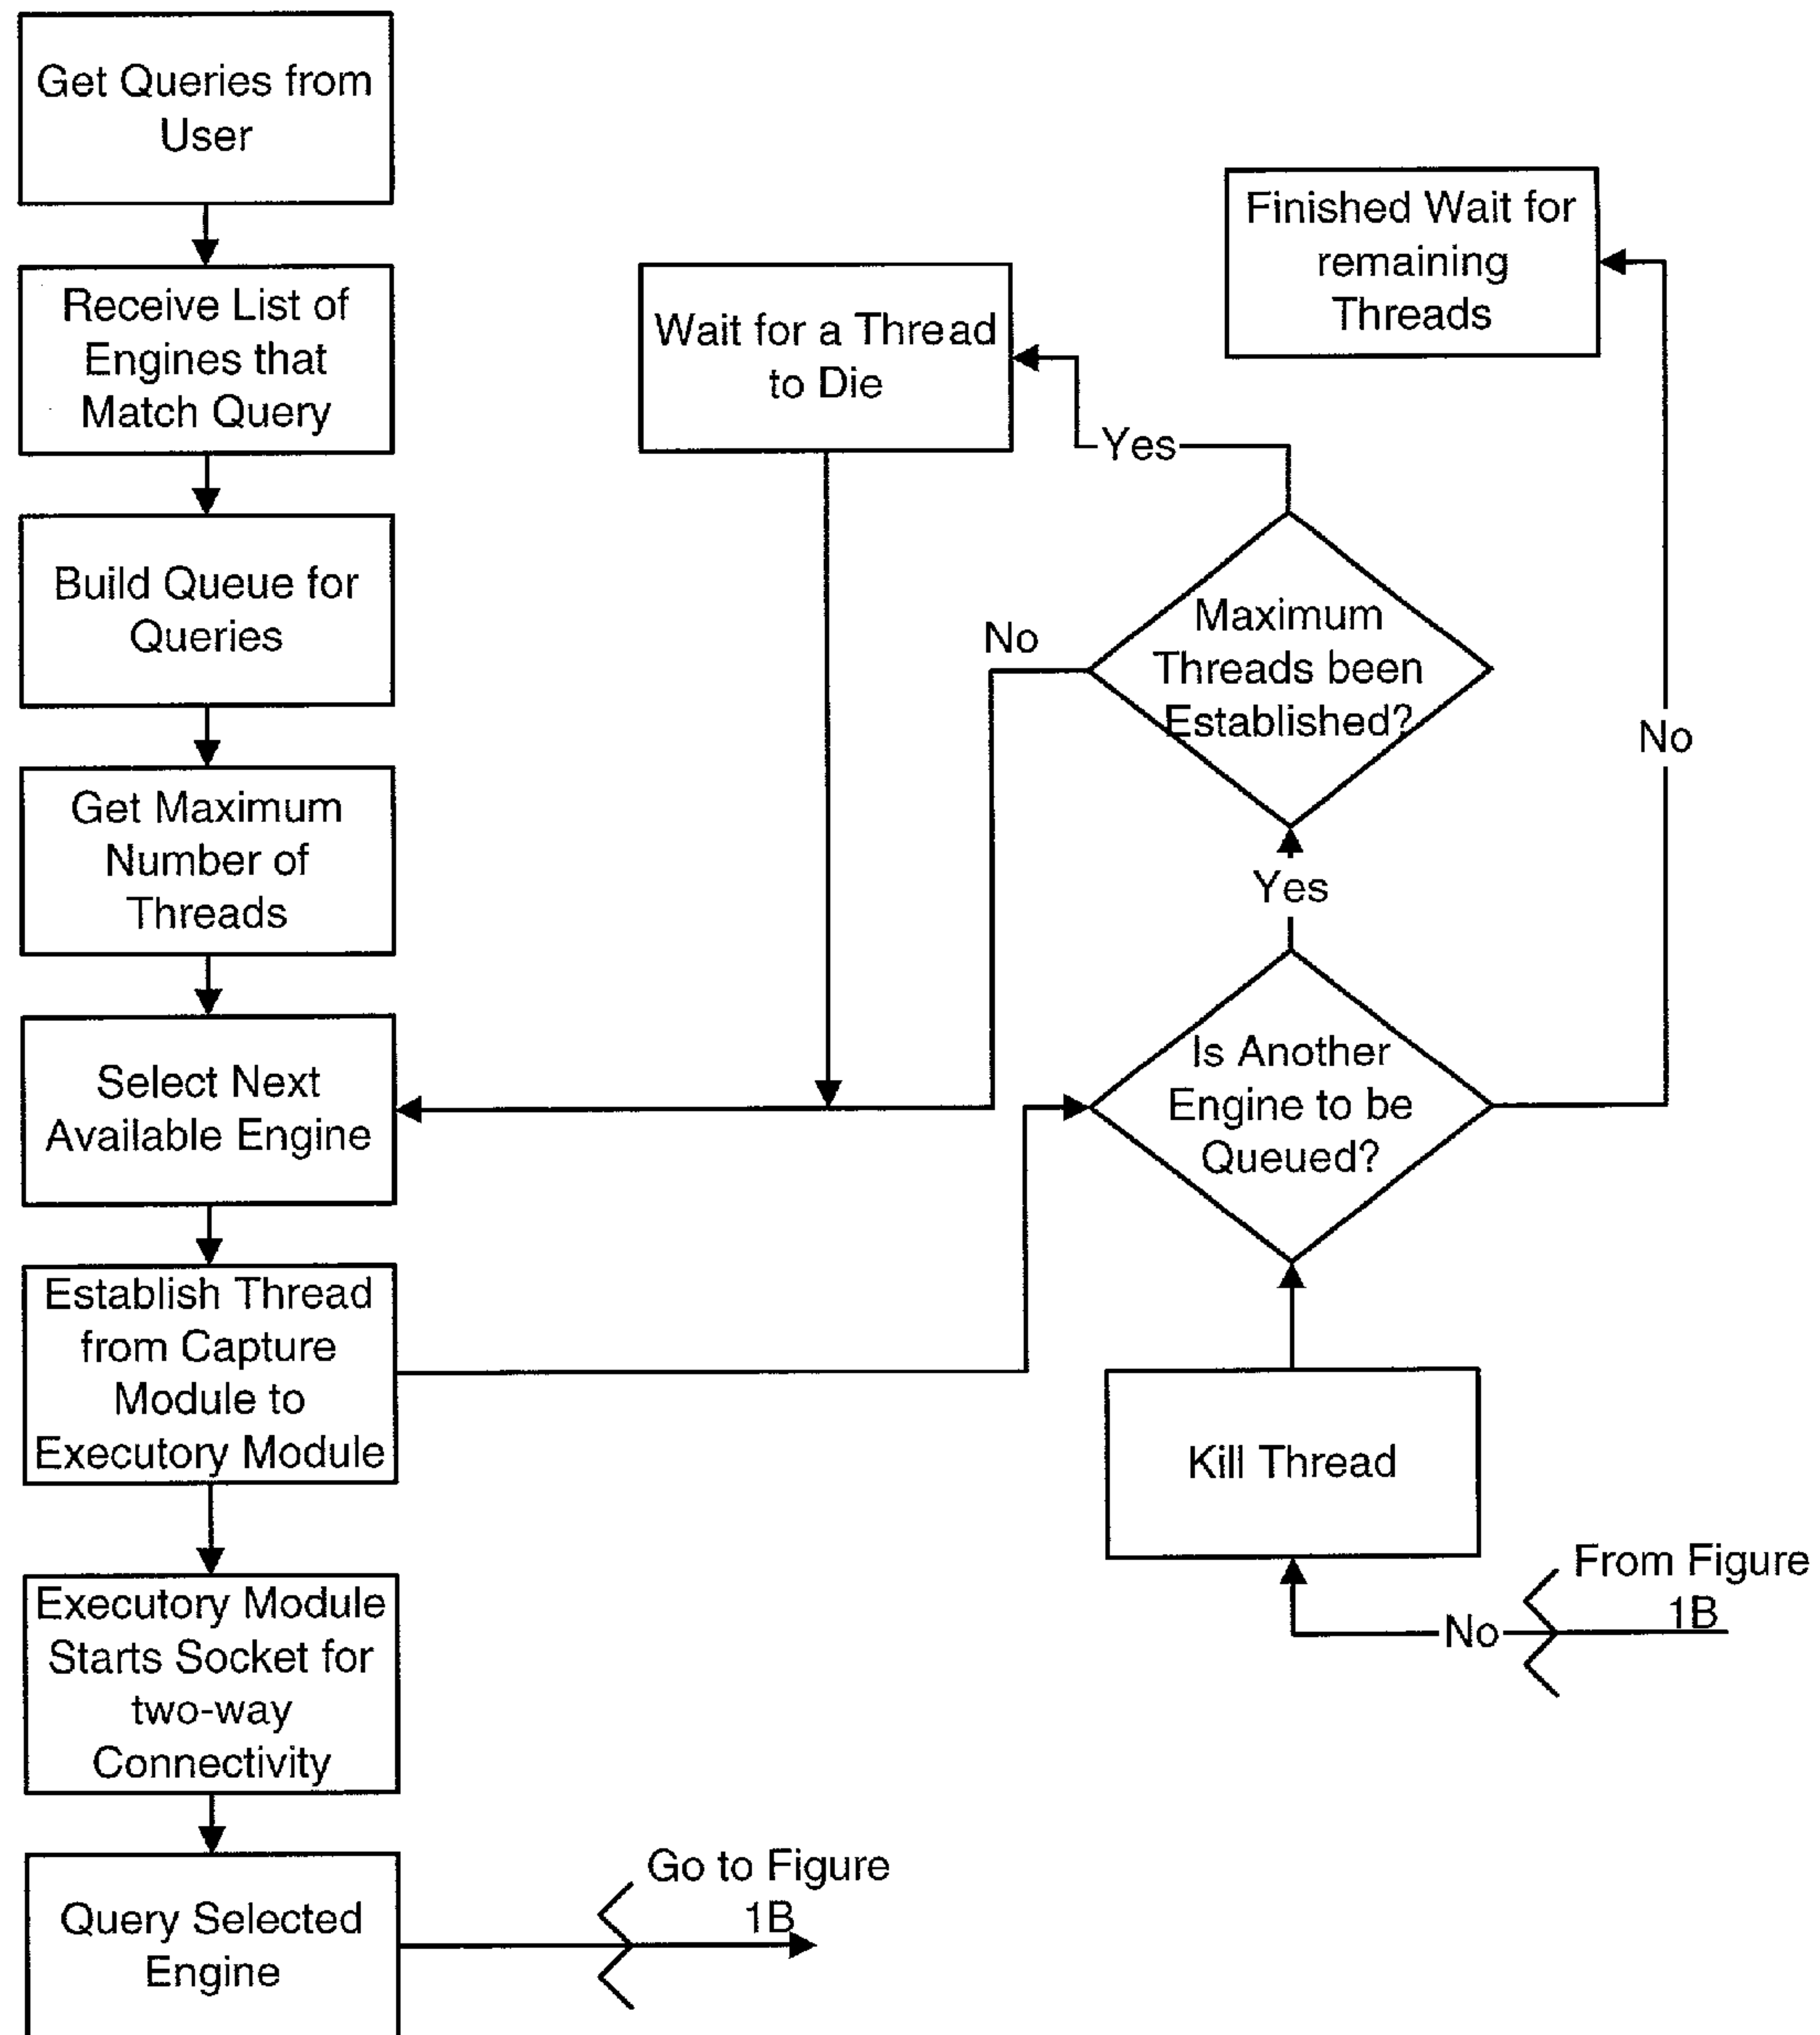 Get Queries from
User
Receive List of
Engines that
Match Query
Build Queue for
Queries
Get Maximum
Number of
Threads
Select Next
Available Engine
Establish Thread
from Capture
Module to
Executory Module
Executory Module
Starts Socket for
two-way
Connectivity
Query Selected
Engine
Go to Figure
1B
Wait for a Thread
to Die
Finished Wait for
remaining
Threads
Yes
No
Maximum
Threads been
Established?
No
Yes
Is Another
Engine to be
Queued?
Kill Thread
From Figure
1B
No